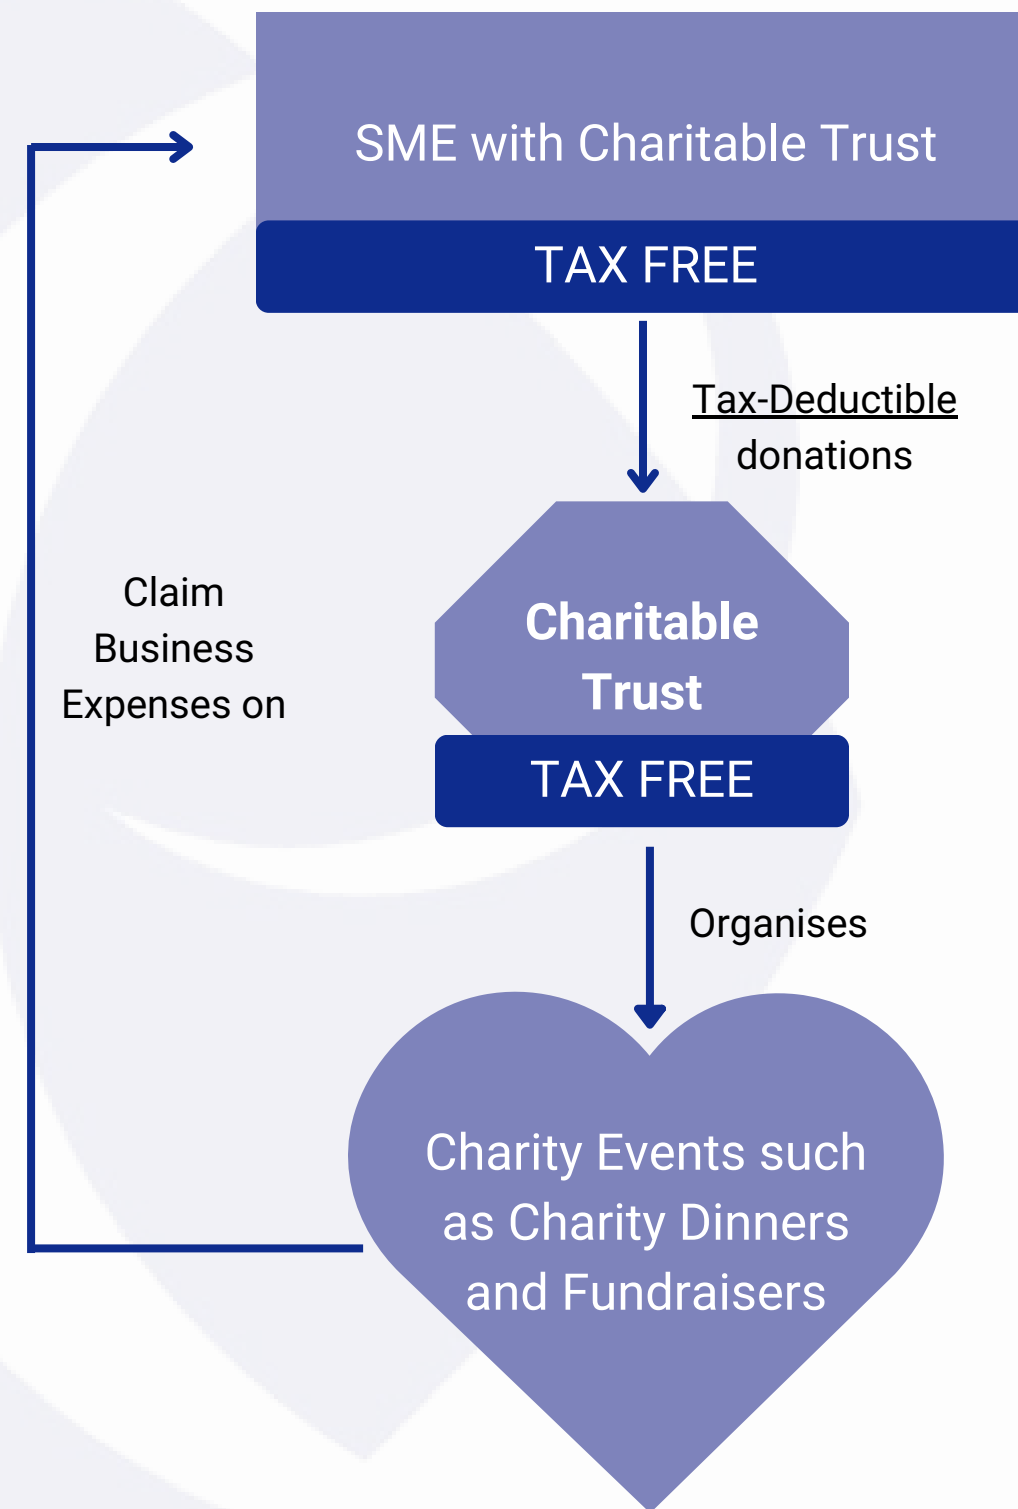 SME with Charitable Trust
TAX FREE
Tax-Deductible
donations
Charitable
Trust
TAX FREE
Claim
Business
Expenses on
Organises
Charity Events such
as Charity Dinners
and Fundraisers